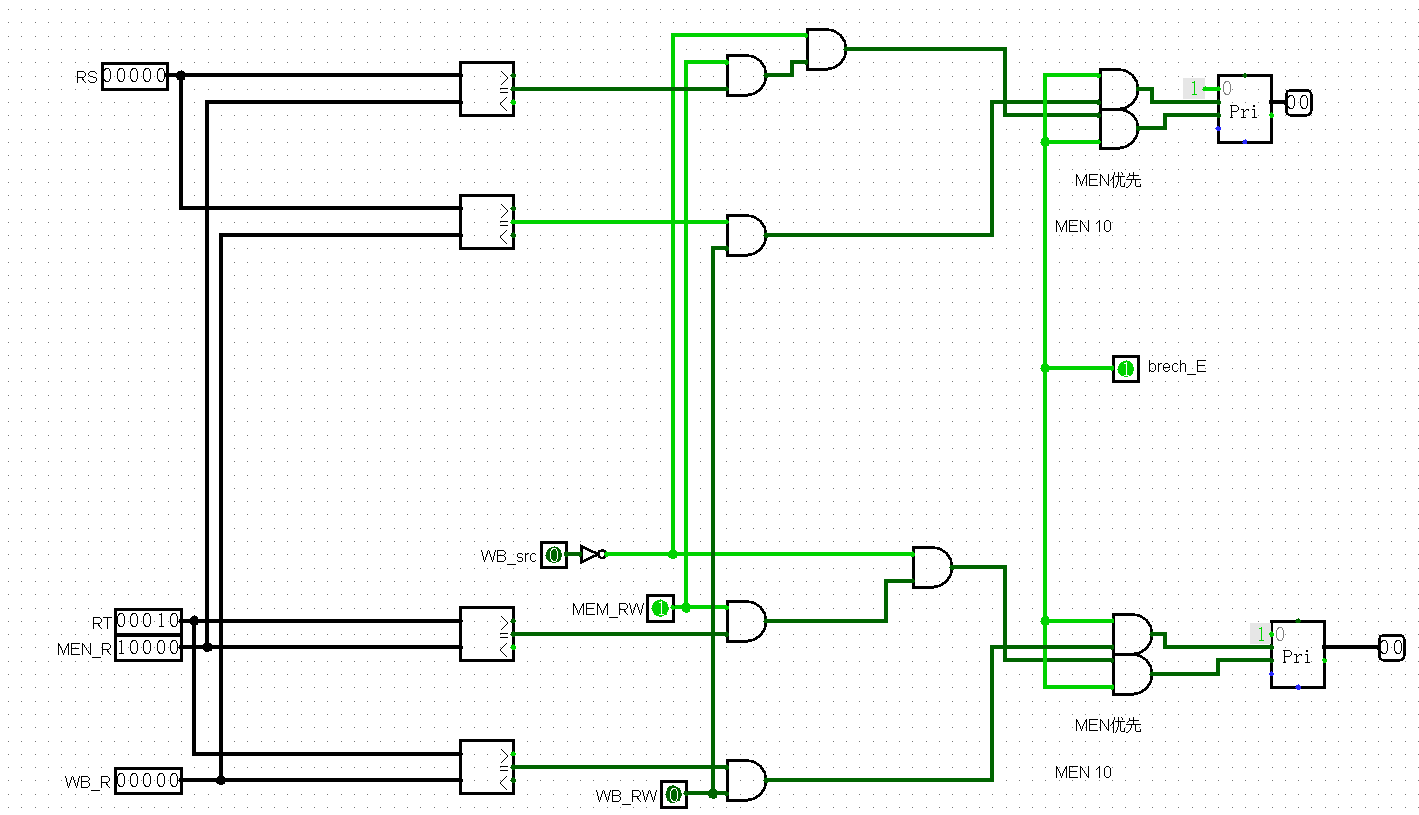 RS 00000
> = <
1 0
Pri
00
MEN优先
> = <
MEN 10
1 brech_E
WB_src 0
MEM_RW 1
RT 00010
> = <
1 0
Pri
00
MEN_R 10000
MEN优先
> = <
MEN 10
WB_R 00000
WB_RW 0